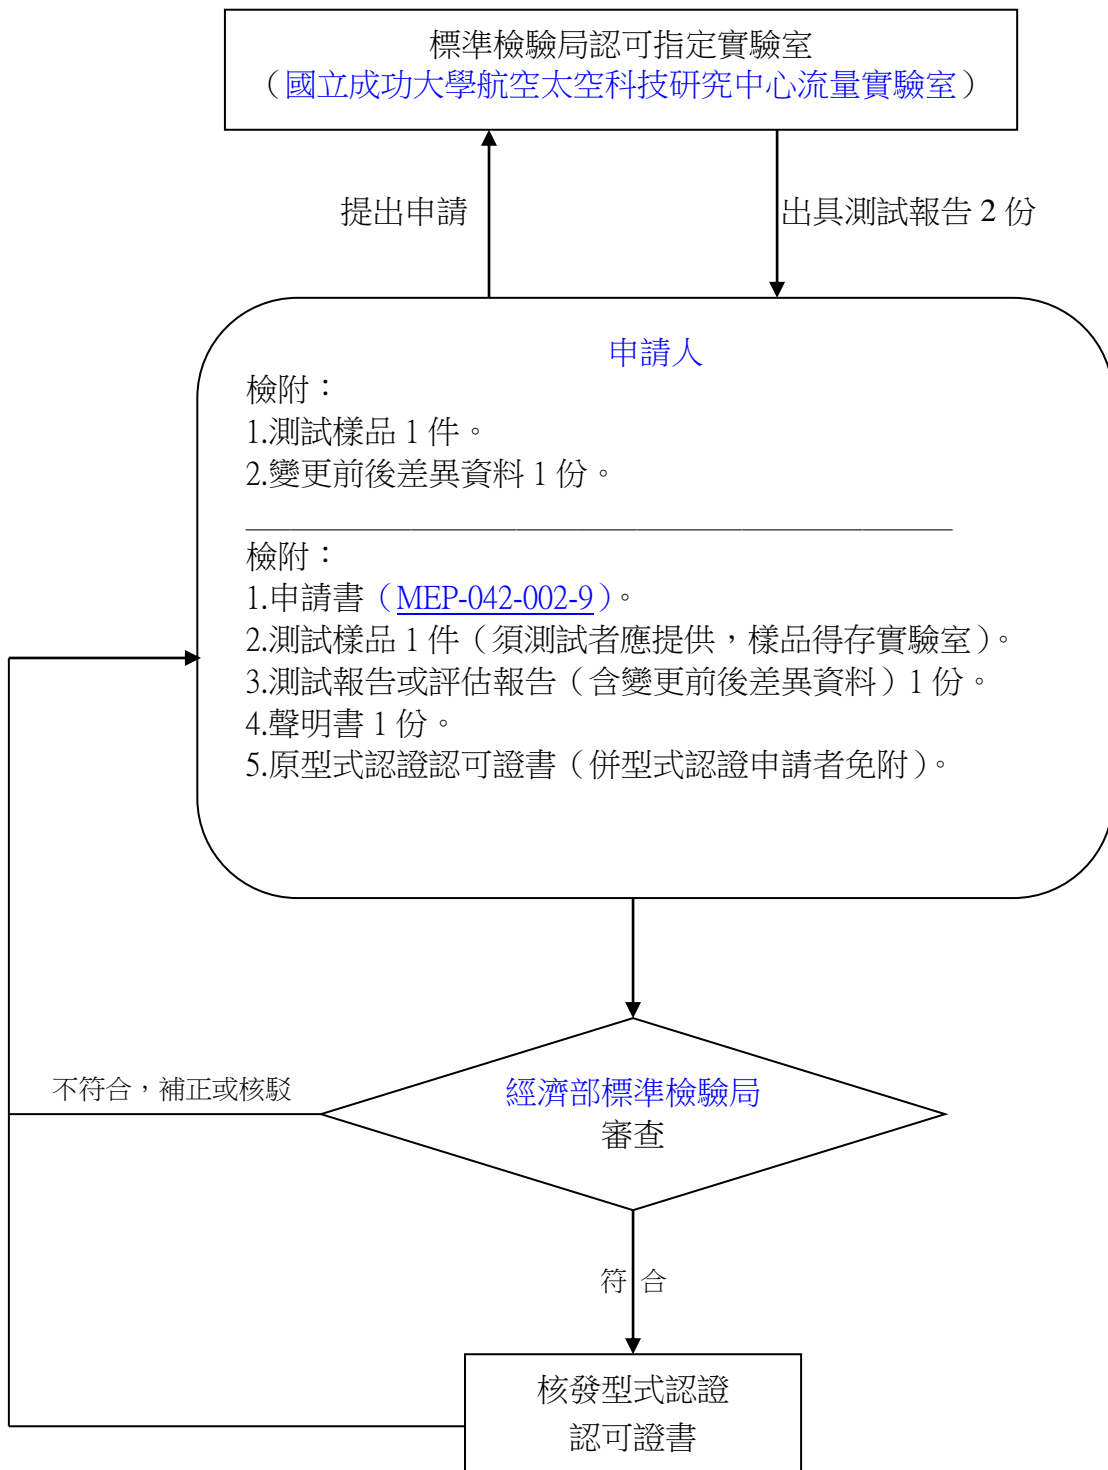 標準檢驗局認可指定實驗室
（國立成功大學航空太空科技研究中心流量實驗室）
提出申請
出具測試報告 2 份
申請人
檢附：
1.測試樣品 1 件。
2.變更前後差異資料 1 份。
檢附：
1.申請書（MEP-042-002-9）。
2.測試樣品 1 件（須測試者應提供，樣品得存實驗室）。
3.測試報告或評估報告（含變更前後差異資料）1 份。
4.聲明書 1 份。
5.原型式認證認可證書（併型式認證申請者免附）。
不符合，補正或核駁
經濟部標準檢驗局
審查
符 合
核發型式認證
認可證書